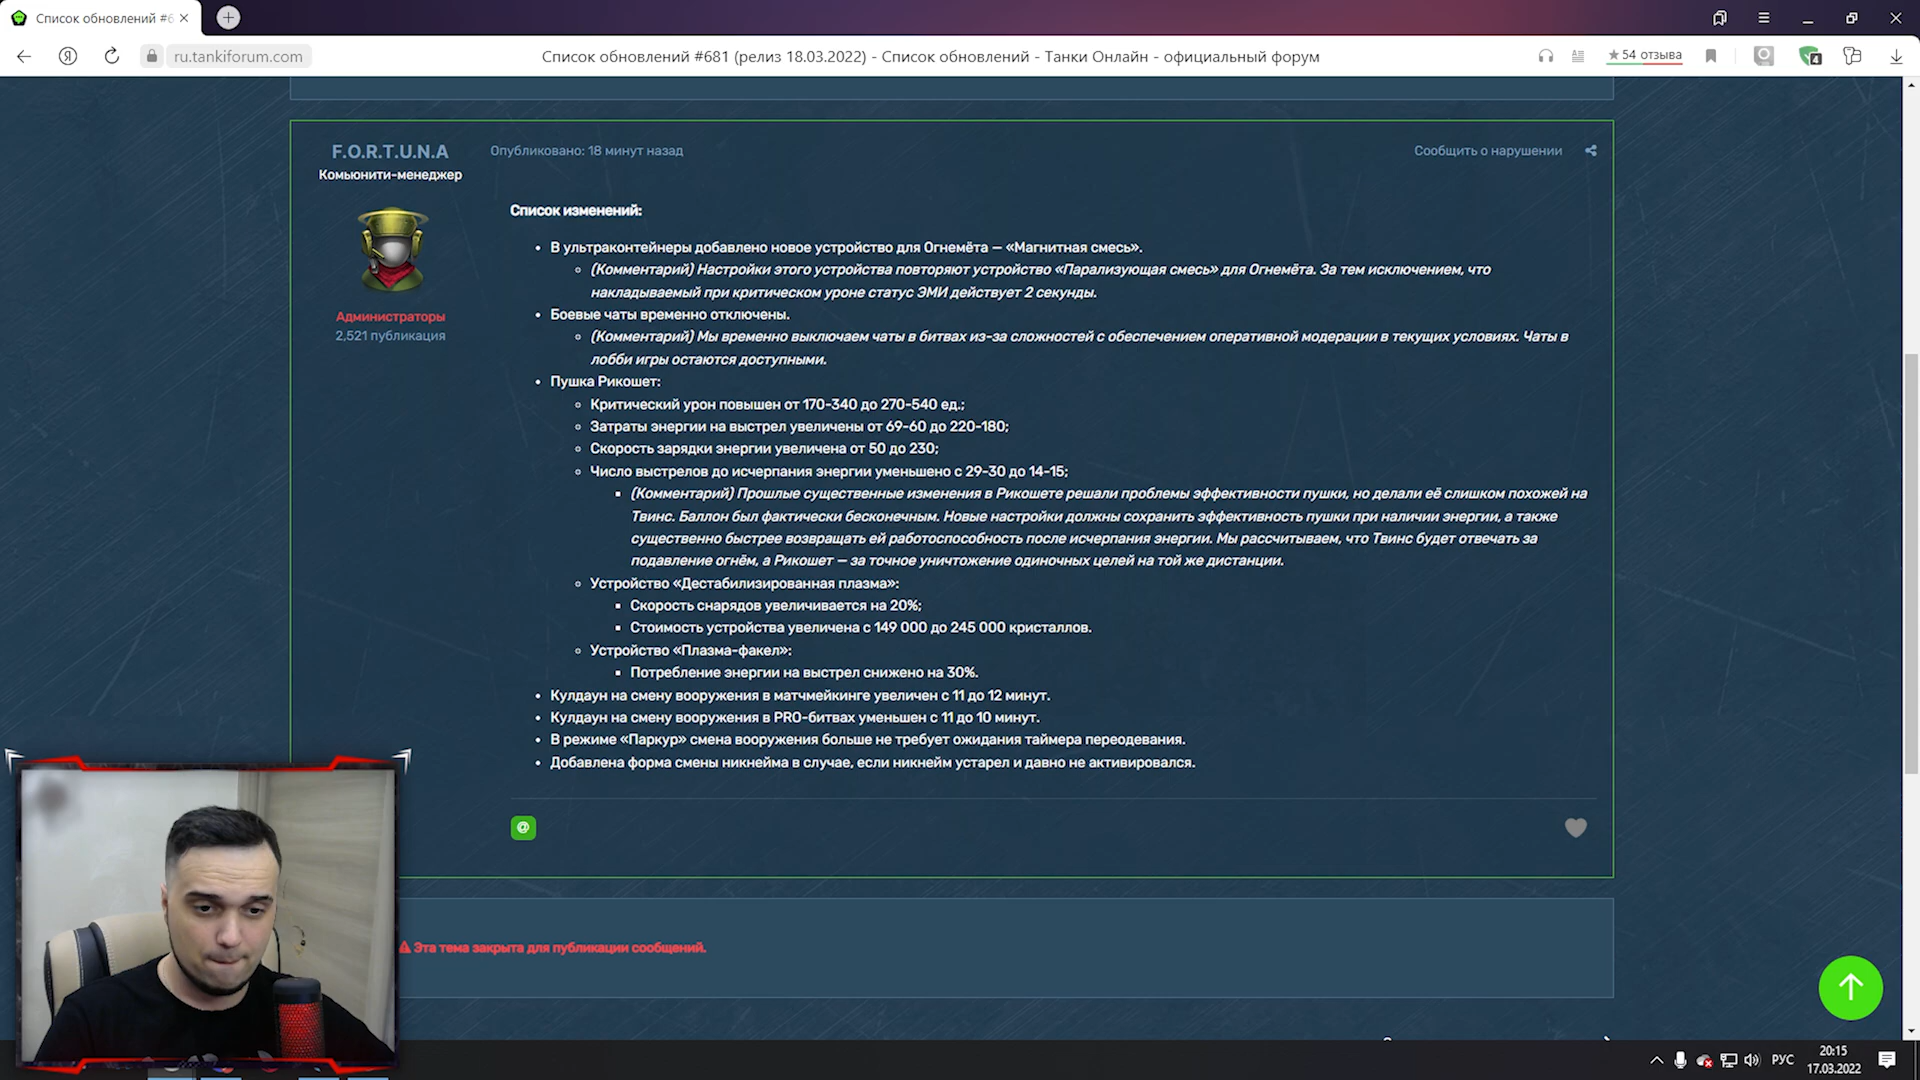 Список обновлений #6
ru.tankiforum.com
Список обновлений #681 (релиз 18.03.2022) - Список обновлений - Танки Онлайн - официальный форум
★ 54 отзыва
4
F.O.R.T.U.N.A
Комьюнити-менеджер
Администраторы
2,521 публикация
Опубликовано: 18 минут назад
Сообщить о нарушении
Список изменений:
• В ультраконтейнеры добавлено новое устройство для Огнемёта — «Магнитная смесь».
◦ (Комментарий) Настройки этого устройства повторяют устройство «Парализующая смесь» для Огнемёта. За тем исключением, что
накладываемый при критическом уроне статус ЭМИ действует 2 секунды.
• Боевые чаты временно отключены.
◦ (Комментарий) Мы временно выключаем чаты в битвах из-за сложностей с обеспечением оперативной модерации в текущих условиях. Чаты в
лобби игры остаются доступными.
• Пушка Рикошет:
◦ Критический урон повышен от 170-340 до 270-540 ед.;
◦ Затраты энергии на выстрел увеличены от 69-60 до 220-180;
◦ Скорость зарядки энергии увеличена от 50 до 230;
◦ Число выстрелов до исчерпания энергии уменьшено с 29-30 до 14-15;
▪ (Комментарий) Прошлые существенные изменения в Рикошете решали проблемы эффективности пушки, но делали её слишком похожей на
Твинс. Баллон был фактически бесконечным. Новые настройки должны сохранить эффективность пушки при наличии энергии, а также
существенно быстрее возвращать ей работоспособность после исчерпания энергии. Мы рассчитываем, что Твинс будет отвечать за
подавление огнём, а Рикошет — за точное уничтожение одиночных целей на той же дистанции.
◦ Устройство «Дестабилизированная плазма»:
▪ Скорость снарядов увеличивается на 20%;
▪ Стоимость устройства увеличена с 149 000 до 245 000 кристаллов.
◦ Устройство «Плазма-факел»:
▪ Потребление энергии на выстрел снижено на 30%.
• Кулдаун на смену вооружения в матчмейкинге увеличен с 11 до 12 минут.
• Кулдаун на смену вооружения в PRO-битвах уменьшен с 11 до 10 минут.
• В режиме «Паркур» смена вооружения больше не требует ожидания таймера переодевания.
• Добавлена форма смены никнейма в случае, если никнейм устарел и давно не активировался.
@
Эта тема закрыта для публикации сообщений.
РУС
20:15
17.03.2022